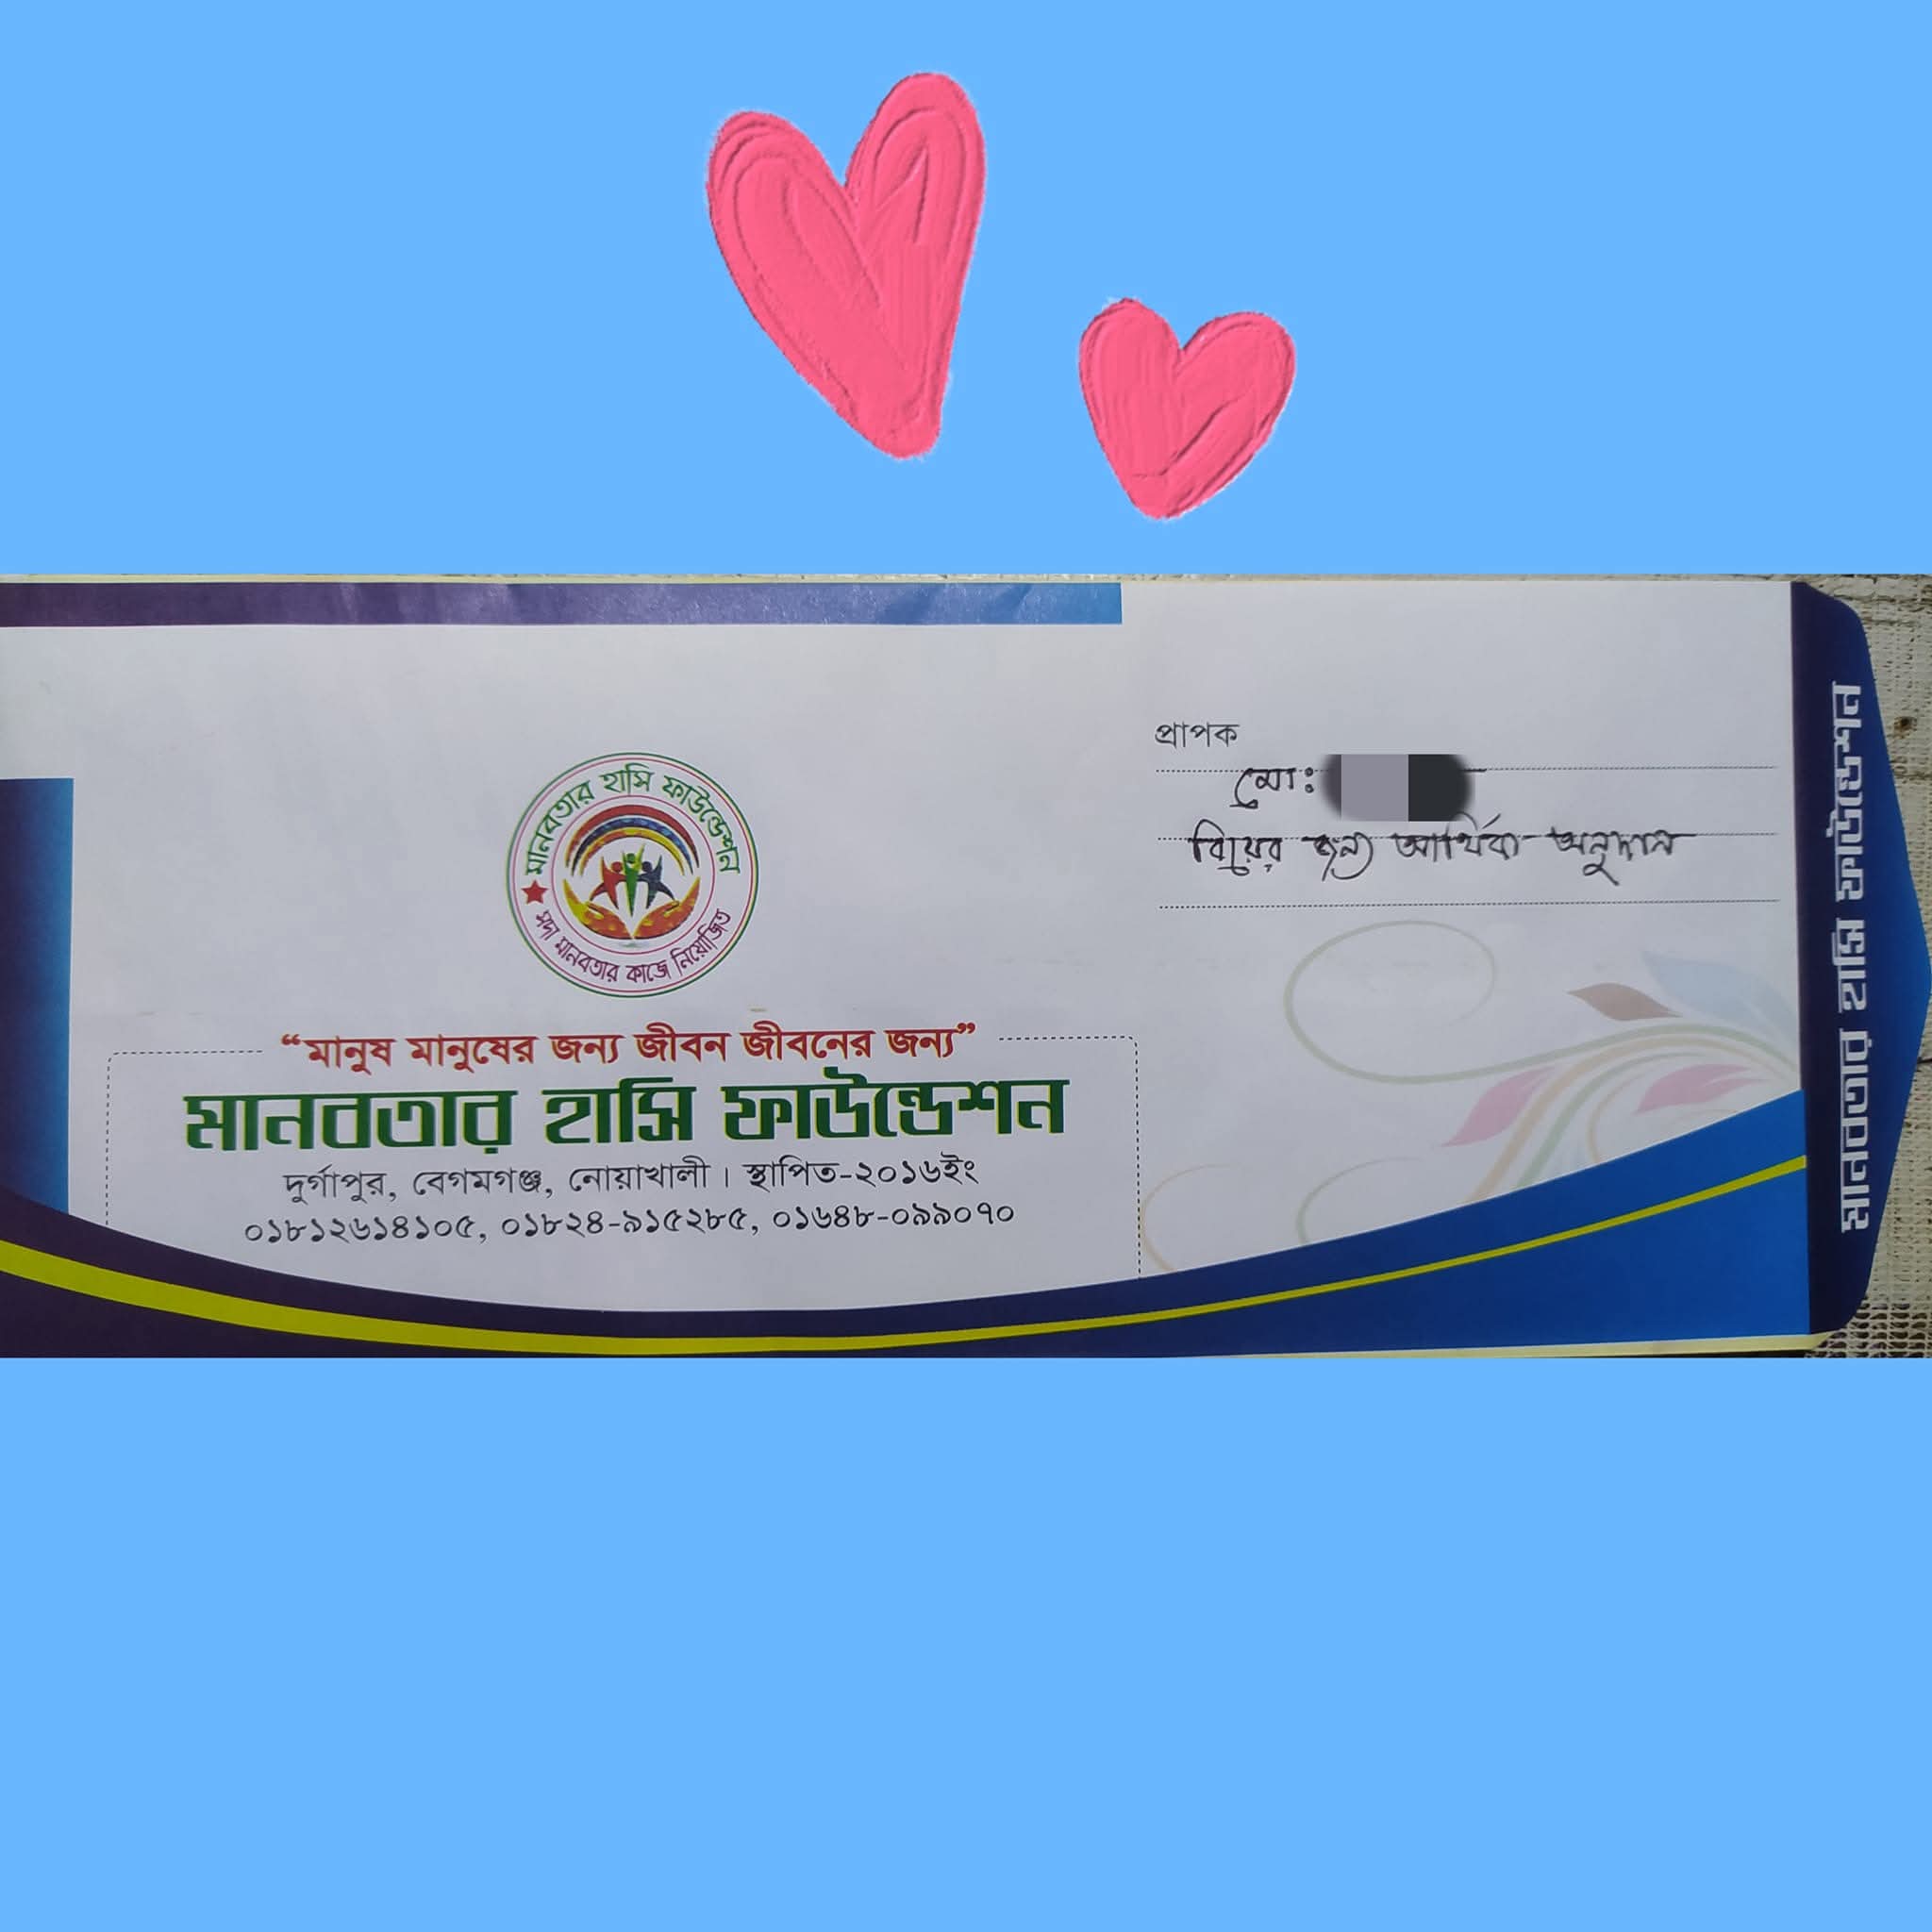 মানবতার হাসি ফাউন্ডেশন
সদা মানবতার কাজে নিয়োজিত
“মানুষ মানুষের জন্য জীবন জীবনের জন্য”
মানবতার হাসি ফাউন্ডেশন
দুর্গাপুর, বেগমগঞ্জ, নোয়াখালী। স্থাপিত-২০১৬ইং
০১৮১২৬১৪১০৫, ০১৮২৪-৯১৫২৮৫, ০১৬৪৮-০৯৯০৭০
প্রাপক
মো:
বিয়ের জন্য আর্থিক অনুদান
মানবতার হাসি ফাউন্ডেশন